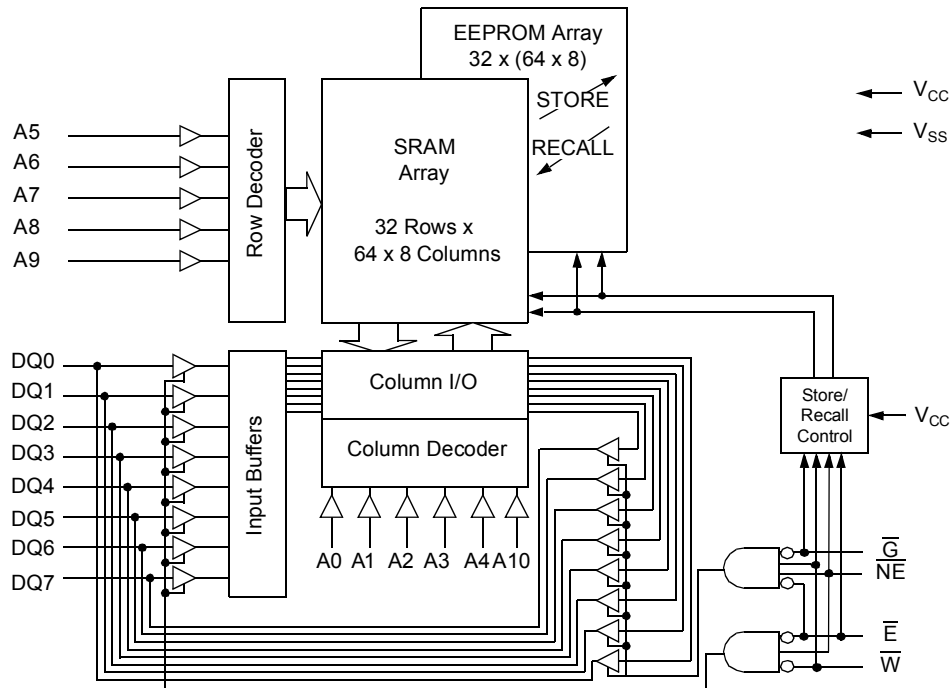 EEPROM Array
32 x (64 x 8)
STORE
RECALL
V_CC
V_SS
A5
A6
A7
A8
A9
Row Decoder
SRAM
Array
32 Rows x
64 x 8 Columns
DQ0
DQ1
DQ2
DQ3
DQ4
DQ5
DQ6
DQ7
Input Buffers
Column I/O
Column Decoder
A0 A1 A2 A3 A4 A10
Store/
Recall
Control
V_CC
G̅
N̅E̅
E̅
W̅